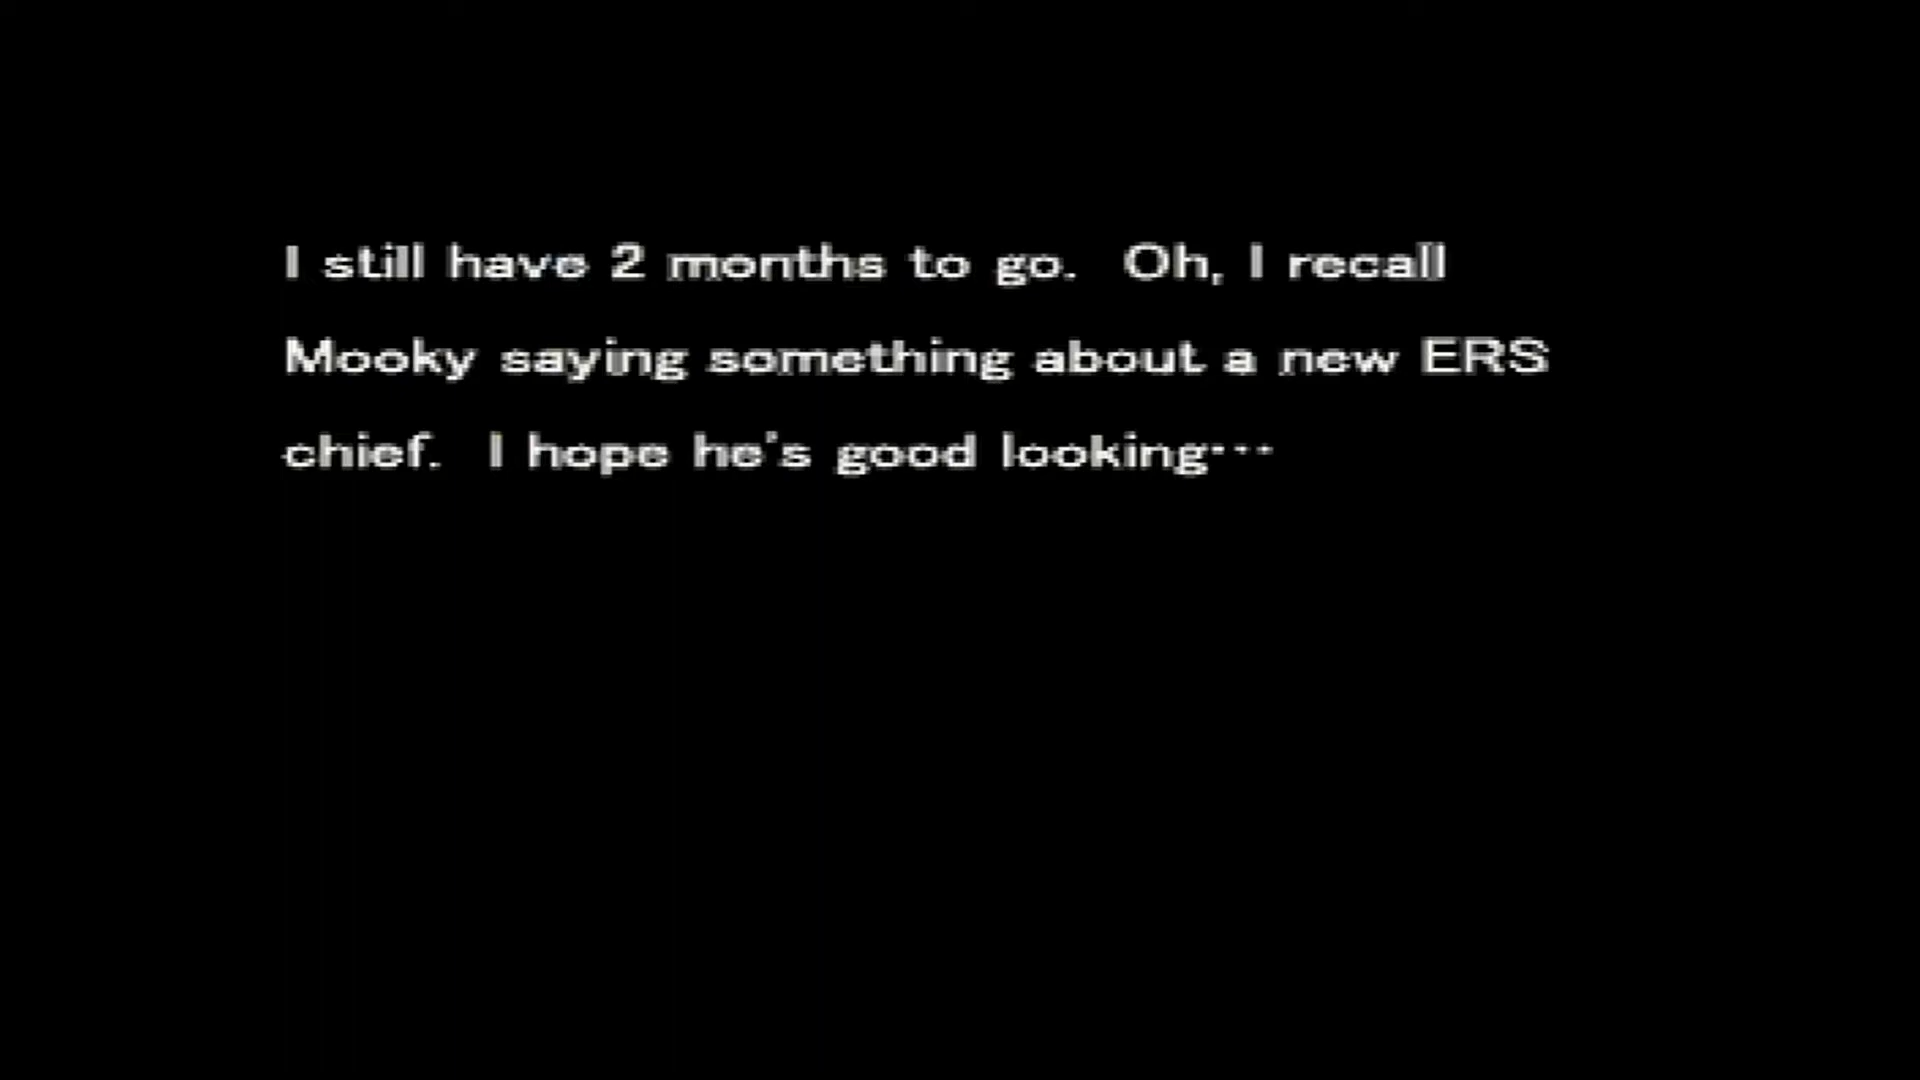 I still have 2 months to go.  Oh, I recall
Mooky saying something about a new ERS
chief.  I hope he's good looking⋯